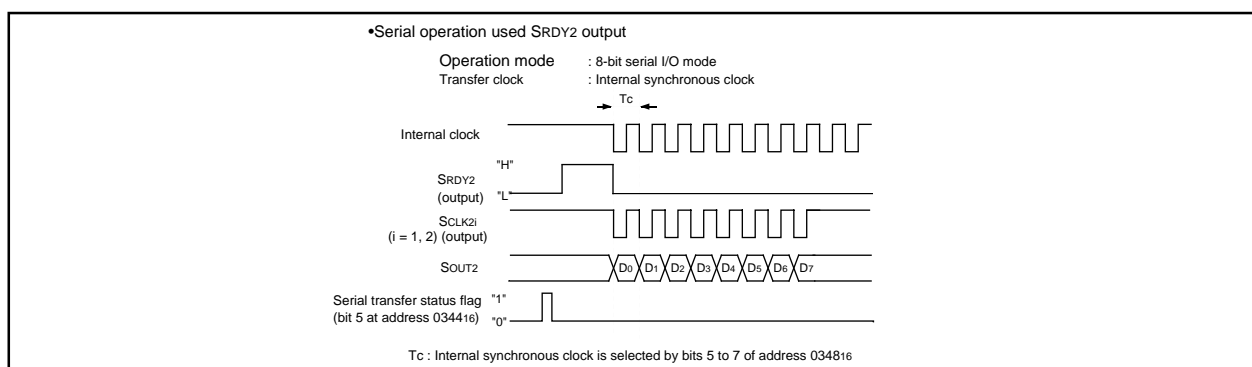 •Serial operation used SRDY2 output
Operation mode : 8-bit serial I/O mode
Transfer clock : Internal synchronous clock
Tc
Internal clock
"H"
SRDY2
(output)
"L"
SCLK2i
(i = 1, 2) (output)
SOUT2
D0 D1 D2 D3 D4 D5 D6 D7
Serial transfer status flag "1"
(bit 5 at address 034416) "0"
Tc : Internal synchronous clock is selected by bits 5 to 7 of address 034816